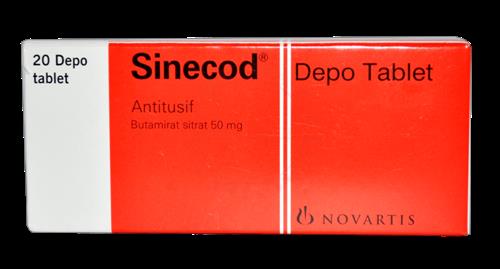 20 Depo
tablet
Sinecod®
Depo Tablet
Antitusif
Butamirat sitrat 50 mg
NOVARTIS